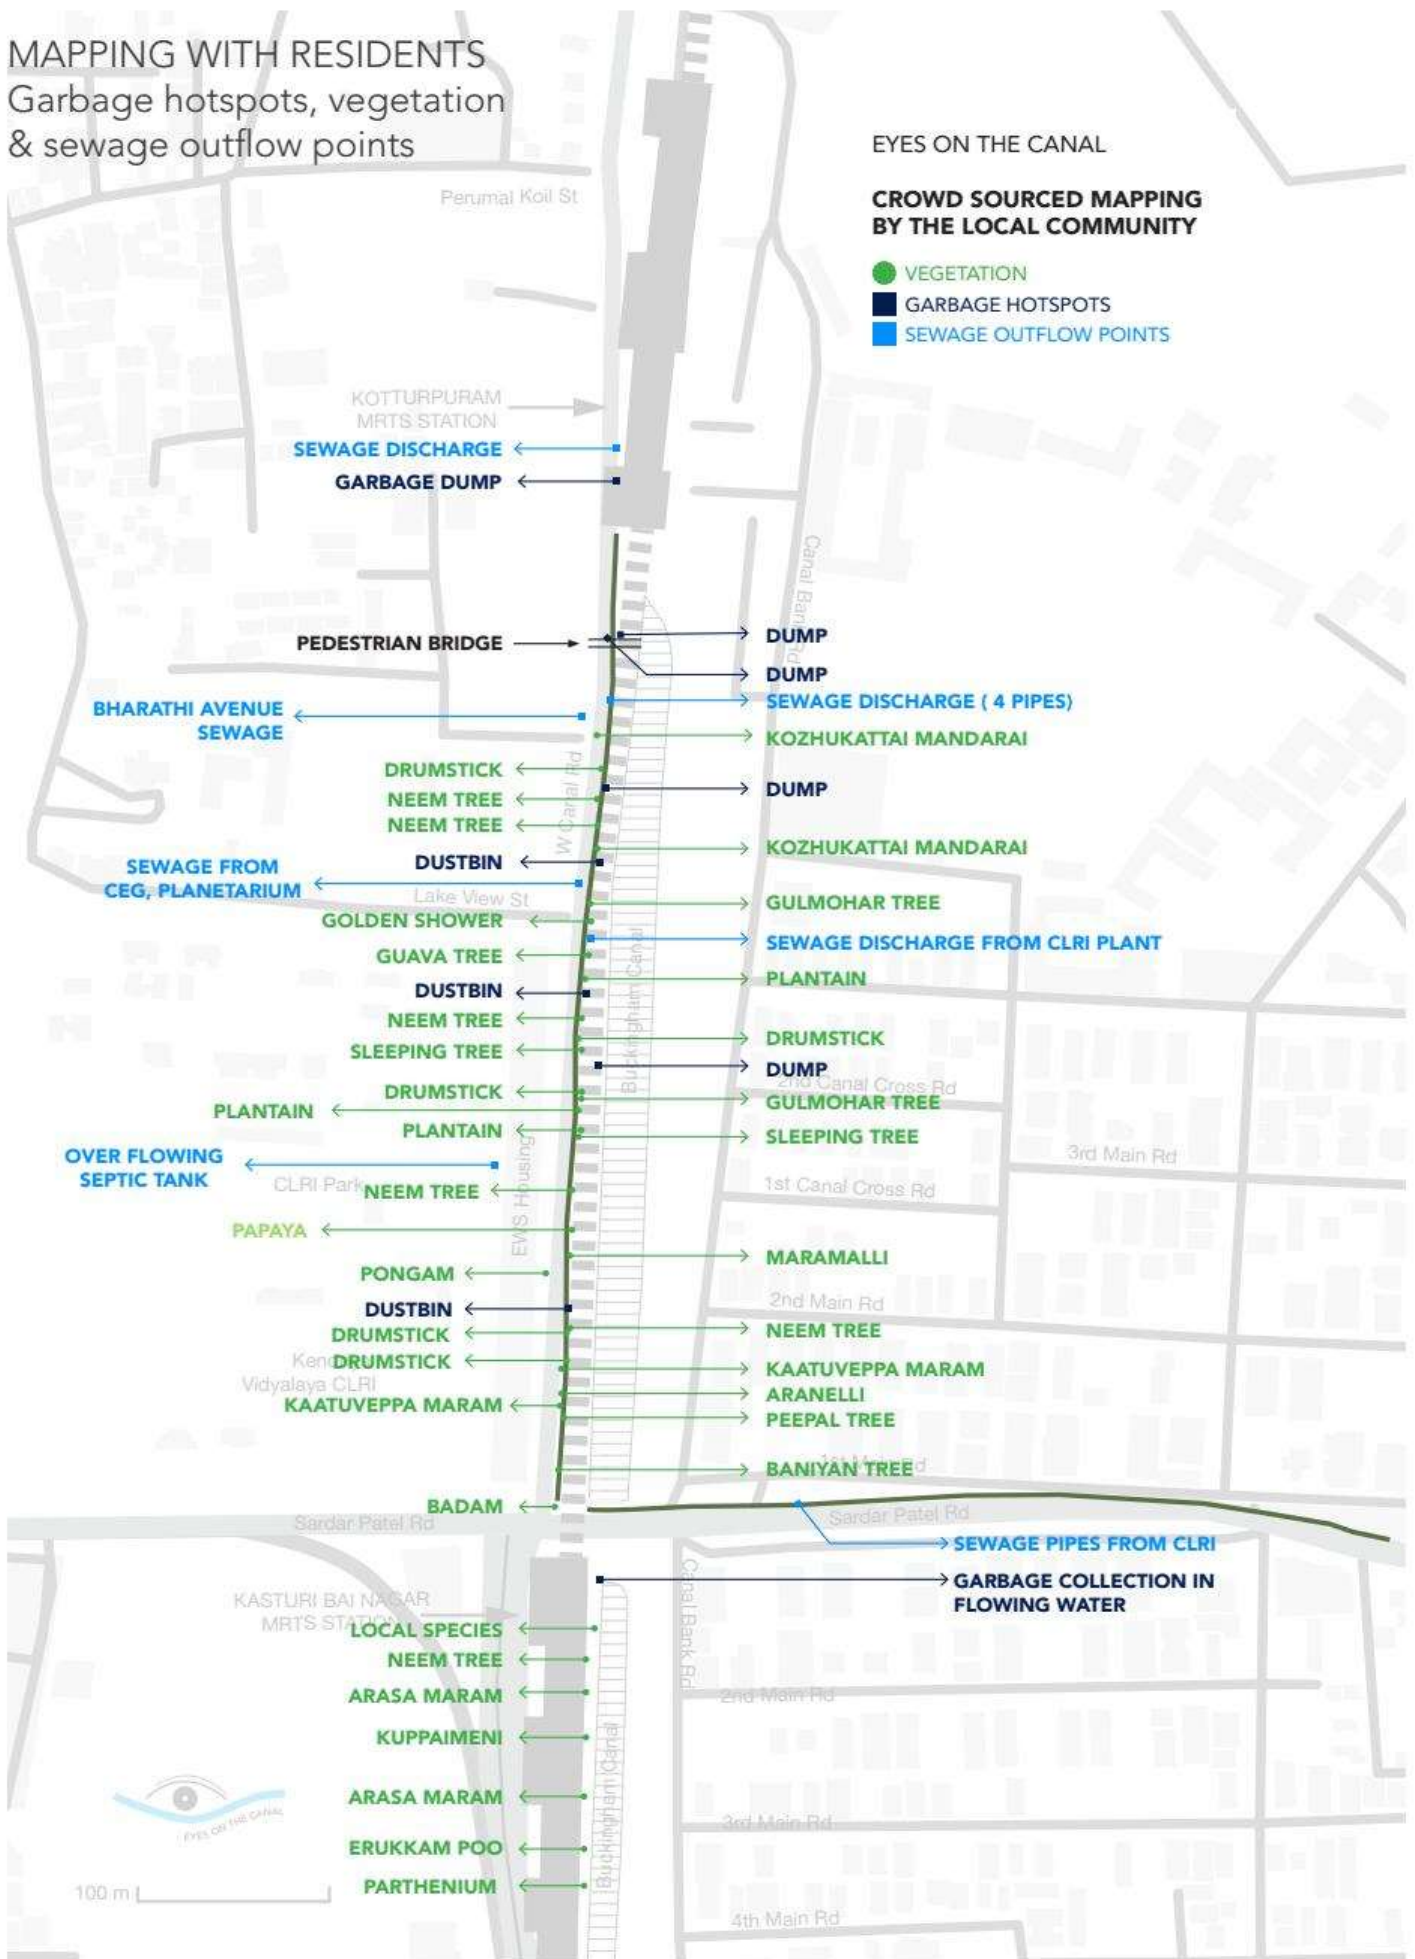 MAPPING WITH RESIDENTS
Garbage hotspots, vegetation
& sewage outflow points
EYES ON THE CANAL
CROWD SOURCED MAPPING
BY THE LOCAL COMMUNITY
VEGETATION
GARBAGE HOTSPOTS
SEWAGE OUTFLOW POINTS
Perumal Koil St
KOTTURPURAM
MRTS STATION
SEWAGE DISCHARGE
GARBAGE DUMP
Canal Bank Rd
PEDESTRIAN BRIDGE
DUMP
DUMP
SEWAGE DISCHARGE ( 4 PIPES)
BHARATHI AVENUE
SEWAGE
KOZHUKATTAI MANDARAI
W Canal Rd
DRUMSTICK
DUMP
NEEM TREE
NEEM TREE
KOZHUKATTAI MANDARAI
DUSTBIN
SEWAGE FROM
CEG, PLANETARIUM
Lake View St
GULMOHAR TREE
GOLDEN SHOWER
SEWAGE DISCHARGE FROM CLRI PLANT
GUAVA TREE
PLANTAIN
DUSTBIN
Buckingham Canal
NEEM TREE
DRUMSTICK
SLEEPING TREE
DUMP
2nd Canal Cross Rd
DRUMSTICK
GULMOHAR TREE
PLANTAIN
PLANTAIN
SLEEPING TREE
3rd Main Rd
OVER FLOWING
SEPTIC TANK
CLRI Park
NEEM TREE
1st Canal Cross Rd
EWS Housing
PAPAYA
MARAMALLI
PONGAM
DUSTBIN
2nd Main Rd
DRUMSTICK
NEEM TREE
DRUMSTICK
Vidyalaya CLRI
KAATUVEPPA MARAM
ARANELLI
KAATUVEPPA MARAM
PEEPAL TREE
BANIYAN TREE
1st Main Rd
BADAM
Sardar Patel Rd
Sardar Patel Rd
SEWAGE PIPES FROM CLRI
GARBAGE COLLECTION IN
FLOWING WATER
Canal Bank Rd
KASTURI BAI NAGAR
MRTS STATION
LOCAL SPECIES
NEEM TREE
ARASA MARAM
2nd Main Rd
KUPPAIMENI
Buckingham Canal
ARASA MARAM
EYES ON THE CANAL
3rd Main Rd
ERUKKAM POO
PARTHENIUM
100 m
4th Main Rd